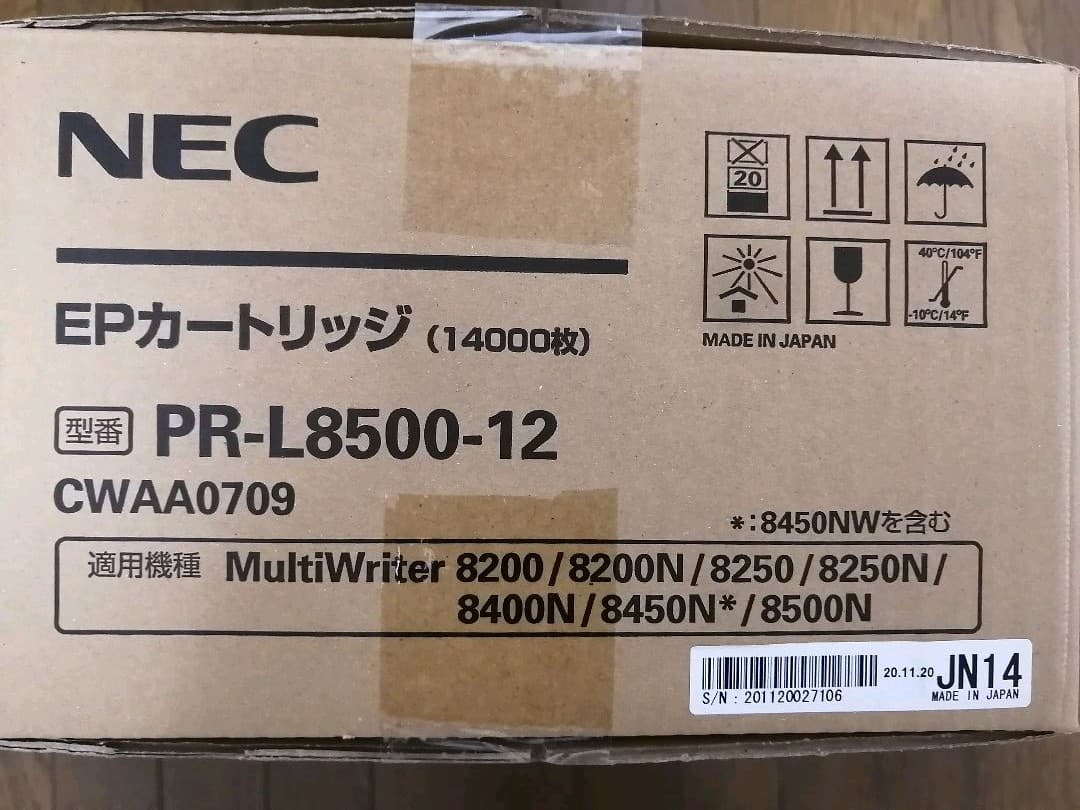 NEC
EPカートリッジ（14000枚）
型番 PR-L8500-12
CWAA0709
*:8450NWを含む
適用機種 MultiWriter 8200/8200N/8250/8250N/
8400N/8450N*/8500N
20
40℃/104℉
-10℃/14℉
MADE IN JAPAN
20.11.20 JN14
S/N : 201120027106
MADE IN JAPAN